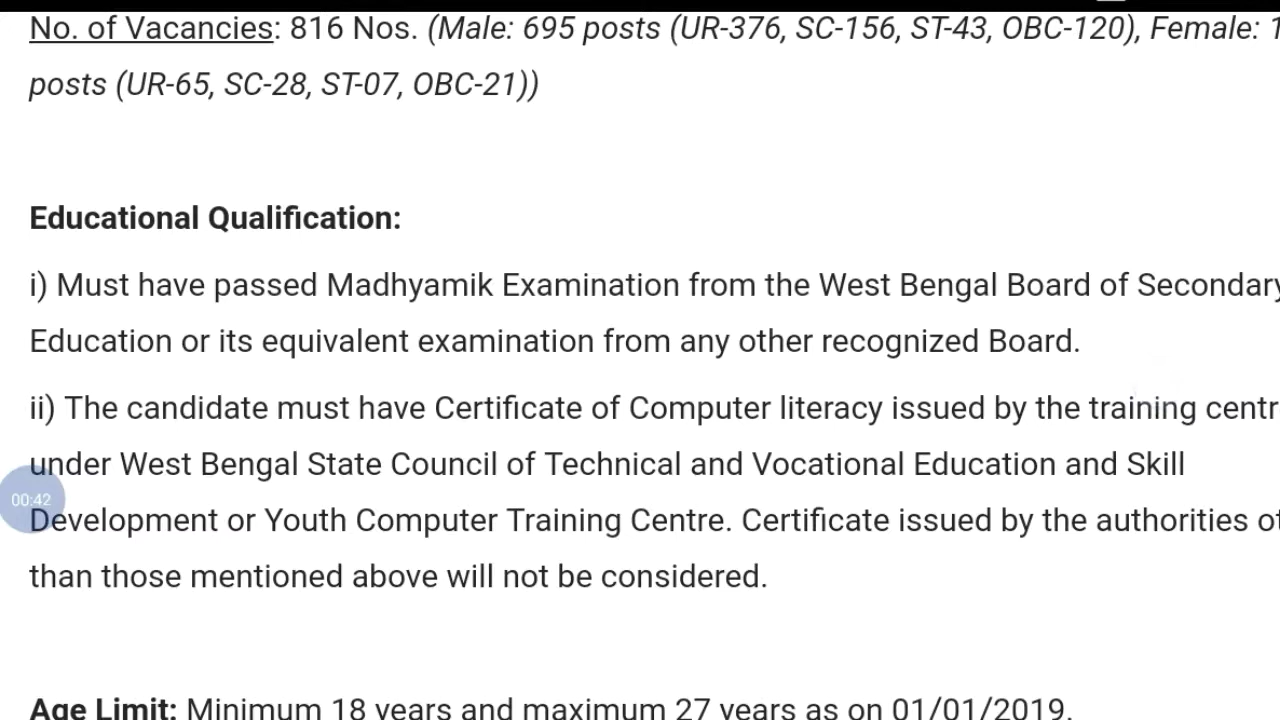 No. of Vacancies: 816 Nos. (Male: 695 posts (UR-376, SC-156, ST-43, OBC-120), Female: 1
posts (UR-65, SC-28, ST-07, OBC-21))
Educational Qualification:
i) Must have passed Madhyamik Examination from the West Bengal Board of Secondary
Education or its equivalent examination from any other recognized Board.
ii) The candidate must have Certificate of Computer literacy issued by the training centr
under West Bengal State Council of Technical and Vocational Education and Skill
00:42
Development or Youth Computer Training Centre. Certificate issued by the authorities ot
than those mentioned above will not be considered.
Age Limit: Minimum 18 years and maximum 27 years as on 01/01/2019.